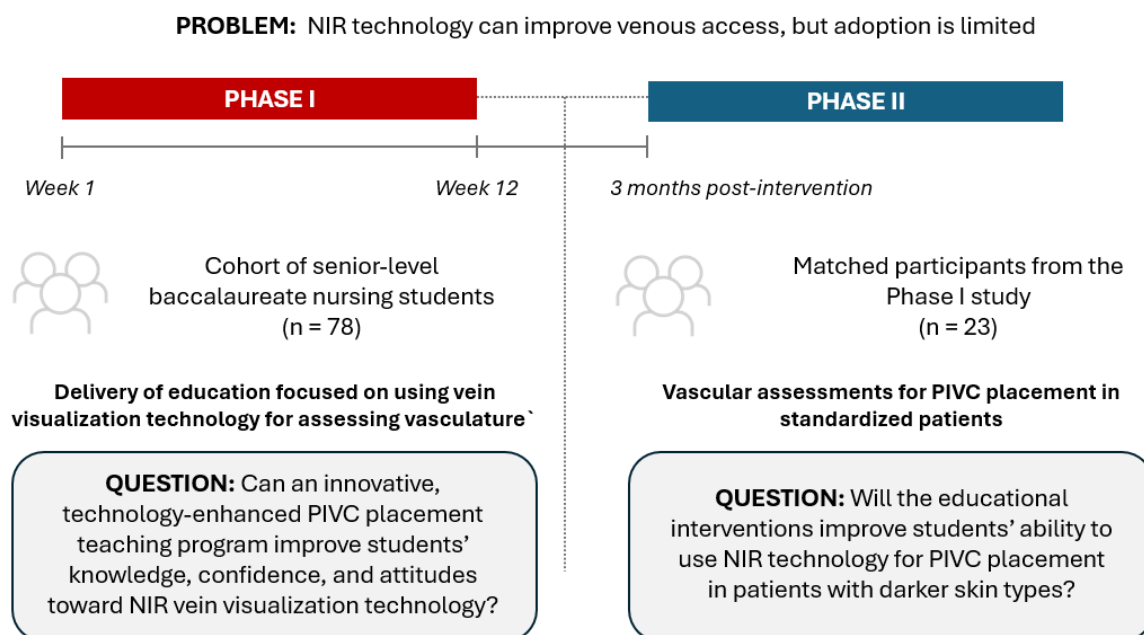 PROBLEM: NIR technology can improve venous access, but adoption is limited
PHASE I
PHASE II
Week 1
Week 12
3 months post-intervention
Cohort of senior-level
baccalaureate nursing students
(n = 78)
Matched participants from the
Phase I study
(n = 23)
Delivery of education focused on using vein
visualization technology for assessing vasculature`
Vascular assessments for PIVC placement in
standardized patients
QUESTION: Can an innovative,
technology-enhanced PIVC placement
teaching program improve students’
knowledge, confidence, and attitudes
toward NIR vein visualization technology?
QUESTION: Will the educational
interventions improve students’ ability to
use NIR technology for PIVC placement
in patients with darker skin types?